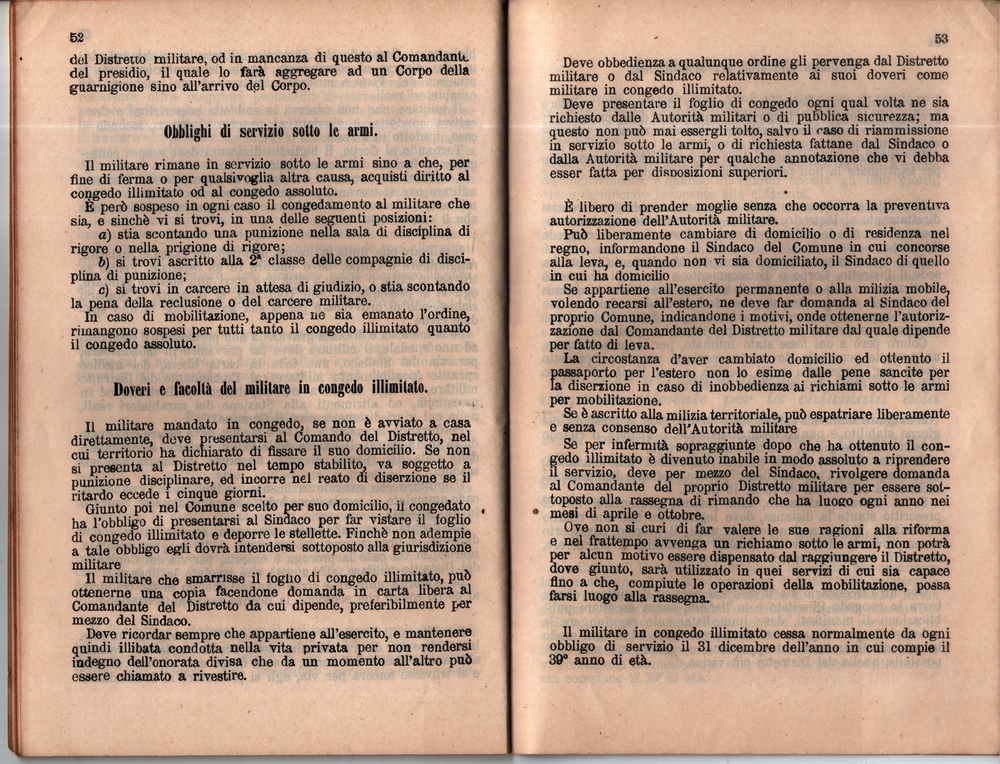 52
del Distretto militare, od in mancanza di questo al Comandante
del presidio, il quale lo farà aggregare ad un Corpo della
guarnigione sino all'arrivo del Corpo.
Obblighi di servizio sotto le armi.
Il militare rimane in servizio sotto le armi sino a che, per
fine di ferma o per qualsivoglia altra causa, acquisti diritto al
congedo illimitato od al congedo assoluto.
È però sospeso in ogni caso il congedamento al militare che
sia, e sinchè vi si trovi, in una delle seguenti posizioni:
a) stia scontando una punizione nella sala di disciplina di
rigore o nella prigione di rigore;
b) si trovi ascritto alla 2ª classe delle compagnie di disci-
plina di punizione;
c) si trovi in carcere in attesa di giudizio, o stia scontando
la pena della reclusione o del carcere militare.
In caso di mobilitazione, appena ne sia emanato l'ordine,
rimangono sospesi per tutti tanto il congedo illimitato quanto
il congedo assoluto.
Doveri e facoltà del militare in congedo illimitato.
Il militare mandato in congedo, se non è avviato a casa
direttamente, deve presentarsi al Comando del Distretto, nel
cui territorio ha dichiarato di fissare il suo domicilio. Se non
si presenta al Distretto nel tempo stabilito, va soggetto a
punizione disciplinare, ed incorre nel reato di diserzione se il
ritardo eccede i cinque giorni.
Giunto poi nel Comune scelto per suo domicilio, il congedato
ha l'obbligo di presentarsi al Sindaco per far vistare il foglio
di congedo illimitato e deporre le stellette. Finchè non adempie
a tale obbligo egli dovrà intendersi sottoposto alla giurisdizione
militare
Il militare che smarrisse il foglio di congedo illimitato, può
ottenerne una copia facendone domanda in carta libera al
Comandante del Distretto da cui dipende, preferibilmente per
mezzo del Sindaco.
Deve ricordar sempre che appartiene all'esercito, e mantenere
quindi illibata condotta nella vita privata per non rendersi
indegno dell'onorata divisa che da un momento all'altro può
essere chiamato a rivestire.
53
Deve obbedienza a qualunque ordine gli pervenga dal Distretto
militare o dal Sindaco relativamente ai suoi doveri come
militare in congedo illimitato.
Deve presentare il foglio di congedo ogni qual volta ne sia
richiesto dalle Autorità militari o di pubblica sicurezza; ma
questo non può mai essergli tolto, salvo il caso di riammissione
in servizio sotto le armi, o di richiesta fattane dal Sindaco o
dalla Autorità militare per qualche annotazione che vi debba
esser fatta per disposizioni superiori.
È libero di prender moglie senza che occorra la preventiva
autorizzazione dell'Autorità militare.
Può liberamente cambiare di domicilio o di residenza nel
regno, informandone il Sindaco del Comune in cui concorse
alla leva, e, quando non vi sia domiciliato, il Sindaco di quello
in cui ha domicilio
Se appartiene all'esercito permanente o alla milizia mobile,
volendo recarsi all'estero, ne deve far domanda al Sindaco del
proprio Comune, indicandone i motivi, onde ottenerne l'autoriz-
zazione dal Comandante del Distretto militare dal quale dipende
per fatto di leva.
La circostanza d'aver cambiato domicilio ed ottenuto il
passaporto per l'estero non lo esime dalle pene sancite per
la diserzione in caso di inobbedienza ai richiami sotto le armi
per mobilitazione.
Se è ascritto alla milizia territoriale, può espatriare liberamente
e senza consenso dell'Autorità militare
Se per infermità sopraggiunte dopo che ha ottenuto il con-
gedo illimitato è divenuto inabile in modo assoluto a riprendere
il servizio, deve per mezzo del Sindaco, rivolgere domanda
al Comandante del proprio Distretto militare per essere sot-
toposto alla rassegna di rimando che ha luogo ogni anno nei
mesi di aprile e ottobre.
Ove non si curi di far valere le sue ragioni alla riforma
e nel frattempo avvenga un richiamo sotto le armi, non potrà
per alcun motivo essere dispensato dal raggiungere il Distretto,
dove giunto, sarà utilizzato in quei servizi di cui sia capace
fino a che, compiute le operazioni della mobilitazione, possa
farsi luogo alla rassegna.
Il militare in congedo illimitato cessa normalmente da ogni
obbligo di servizio il 31 dicembre dell'anno in cui compie il
39º anno di età.